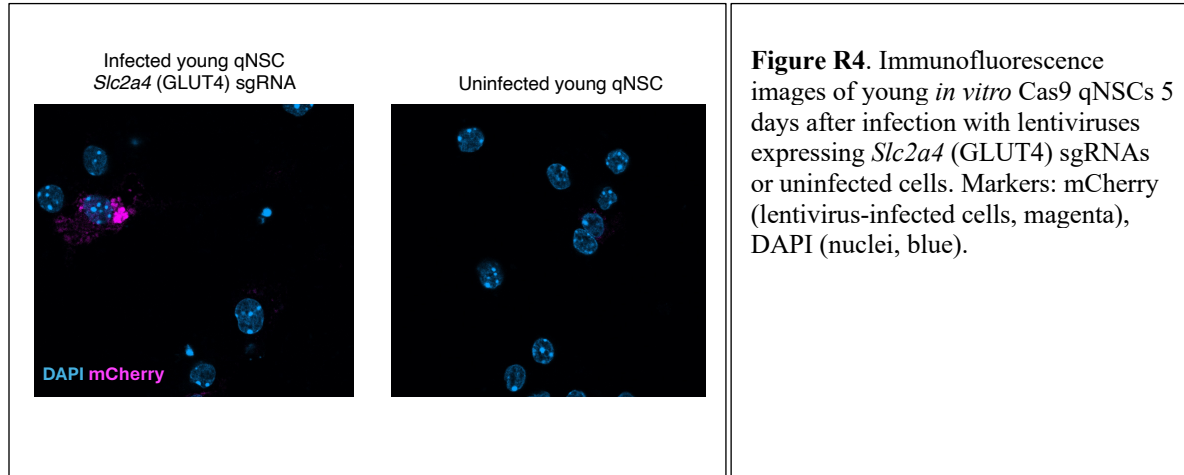 Infected young qNSC
Slc2a4 (GLUT4) sgRNA
Uninfected young qNSC
DAPI mCherry
Figure R4. Immunofluorescence
images of young in vitro Cas9 qNSCs 5
days after infection with lentiviruses
expressing Slc2a4 (GLUT4) sgRNAs
or uninfected cells. Markers: mCherry
(lentivirus-infected cells, magenta),
DAPI (nuclei, blue).